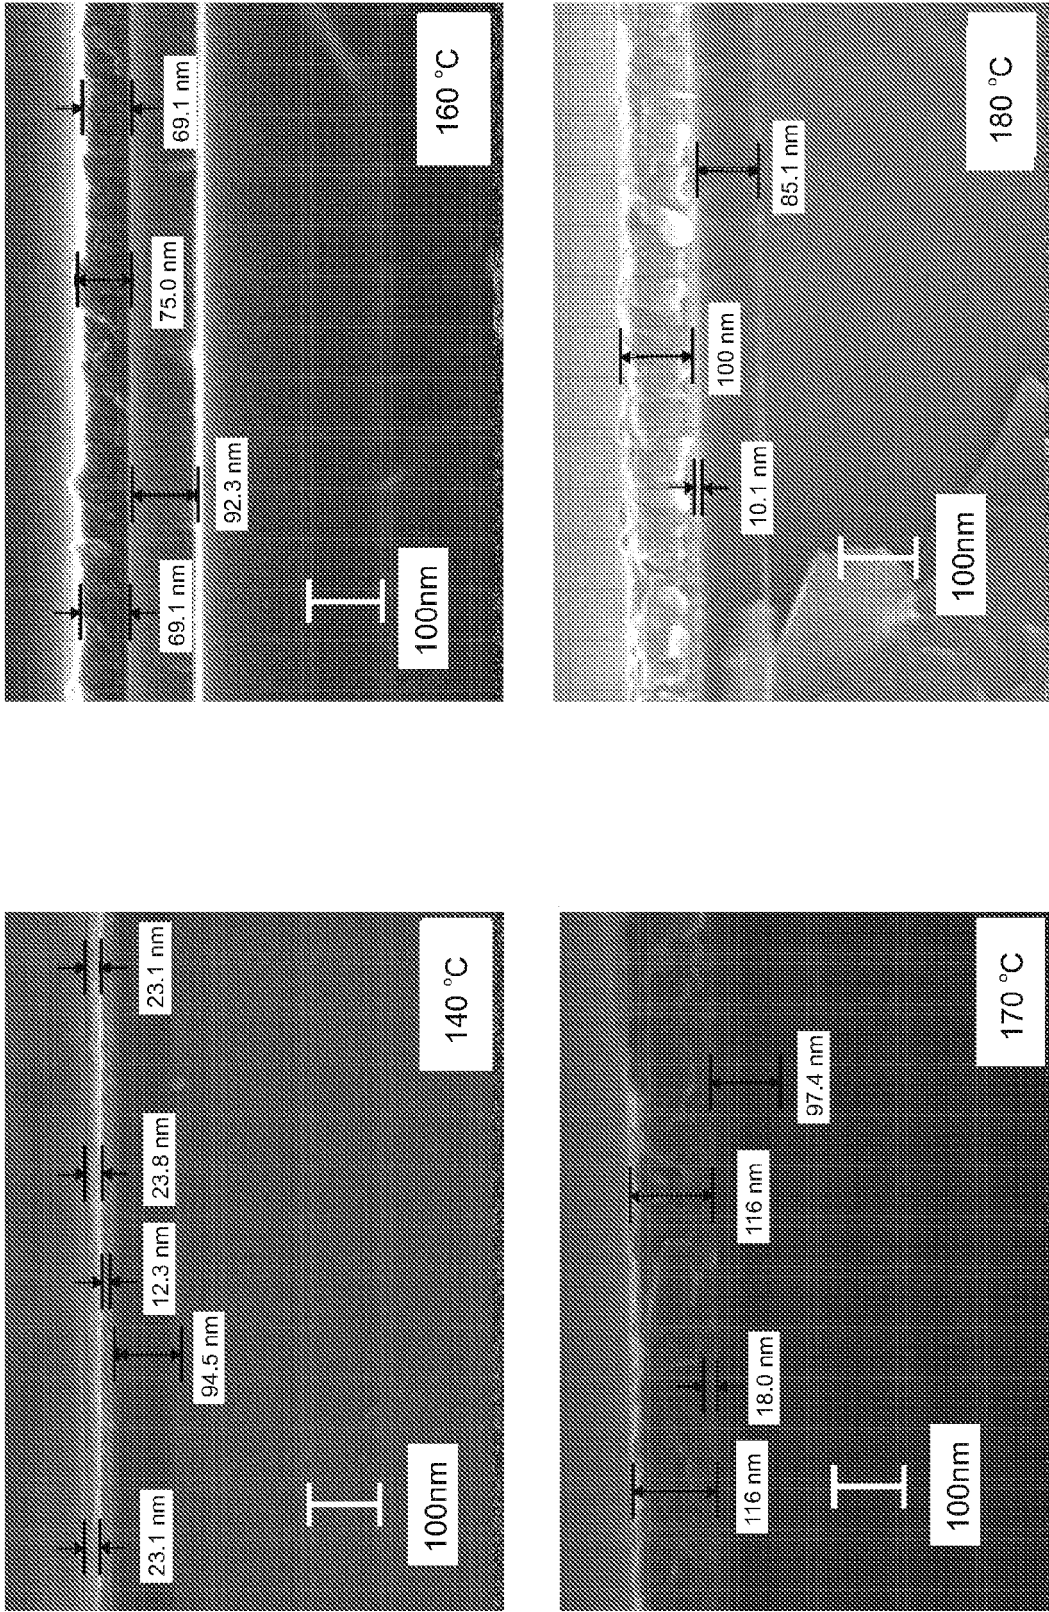 23.1 nm
12.3 nm
23.8 nm
23.1 nm
94.5 nm
100nm
140 °C
69.1 nm
75.0 nm
69.1 nm
92.3 nm
100nm
160 °C
116 nm
18.0 nm
116 nm
97.4 nm
100nm
170 °C
10.1 nm
100 nm
85.1 nm
100nm
180 °C